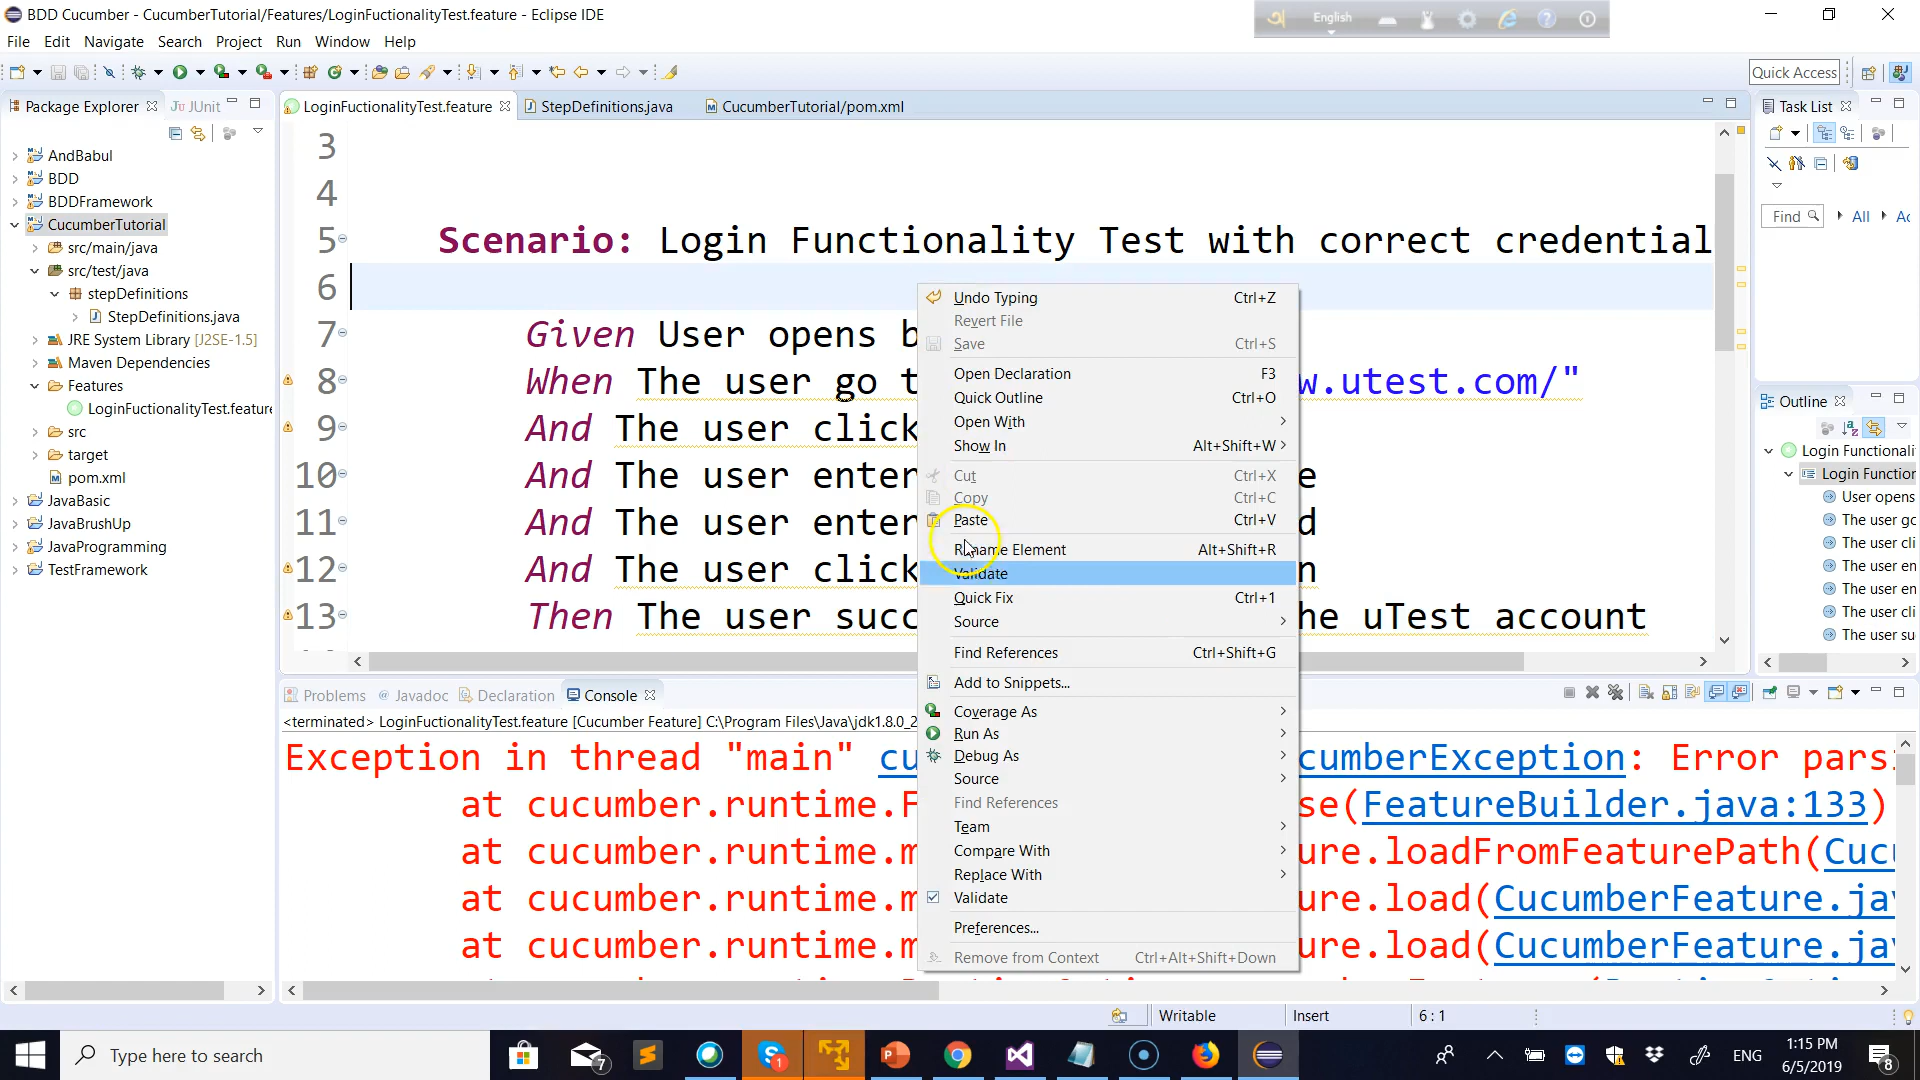 BDD Cucumber - CucumberTutorial/Features/LoginFuctionalityTest.feature - Eclipse IDE
English
File Edit Navigate Search Project Run Window Help
Quick Access
Package Explorer JUnit
LoginFuctionalityTest.feature StepDefinitions.java CucumberTutorial/pom.xml
Task List
AndBabul
BDD
BDDFramework
CucumberTutorial
src/main/java
src/test/java
stepDefinitions
StepDefinitions.java
JRE System Library [J2SE-1.5]
Maven Dependencies
Features
LoginFuctionalityTest.feature
src
target
pom.xml
JavaBasic
JavaBrushUp
JavaProgramming
TestFramework
3
4
5 Scenario: Login Functionality Test with correct credential
6
7 Given User opens b
8 When The user go t w.utest.com/"
9 And The user click
10 And The user enter e
11 And The user enter d
12 And The user click n
13 Then The user succ he uTest account
Undo Typing Ctrl+Z
Revert File
Save Ctrl+S
Open Declaration F3
Quick Outline Ctrl+O
Open With
Show In Alt+Shift+W
Cut Ctrl+X
Copy Ctrl+C
Paste Ctrl+V
Rename Element Alt+Shift+R
Validate
Quick Fix Ctrl+1
Source
Find References Ctrl+Shift+G
Add to Snippets...
Coverage As
Run As
Debug As
Source
Find References
Team
Compare With
Replace With
Validate
Preferences...
Remove from Context Ctrl+Alt+Shift+Down
Find All Ac
Outline
Login Functionali
Login Function
User opens
The user go
The user cli
The user en
The user en
The user cli
The user su
Problems Javadoc Declaration Console
<terminated> LoginFuctionalityTest.feature [Cucumber Feature] C:\Program Files\Java\jdk1.8.0_2
Exception in thread "main" cu cumberException: Error pars
at cucumber.runtime.F se(FeatureBuilder.java:133)
at cucumber.runtime.m ure.loadFromFeaturePath(Cuc
at cucumber.runtime.m ure.load(CucumberFeature.ja
at cucumber.runtime.m ure.load(CucumberFeature.ja
Writable Insert 6 : 1
Type here to search
7
1
ENG
1:15 PM
6/5/2019
8